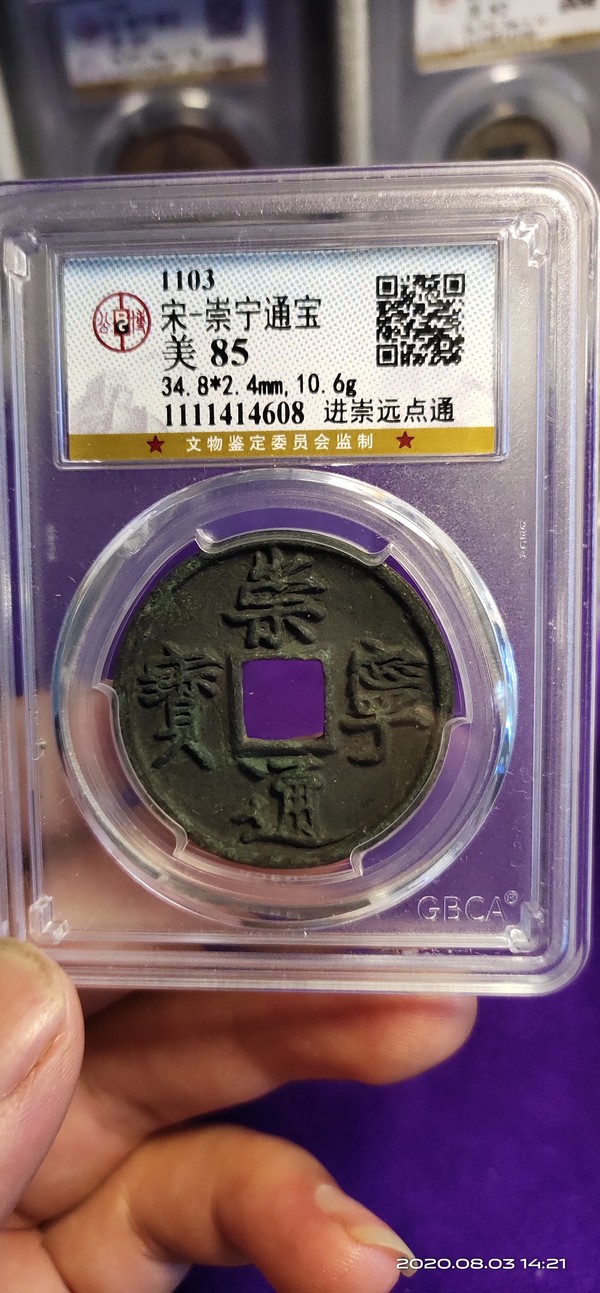 1103
宋-崇宁通宝
美 85
34.8*2.4mm,10.6g
1111414608 进崇远点通
文物鉴定委员会监制
崇
寧
通
寳
GBCA®
2020.08.03 14:21